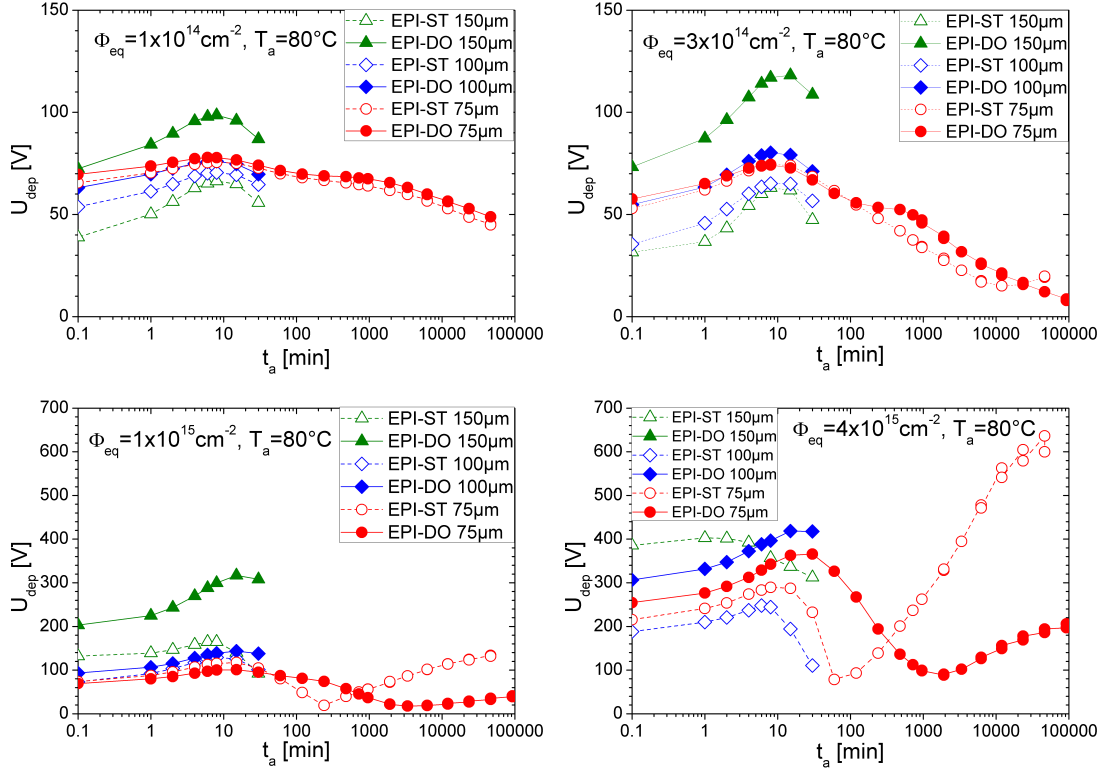 Φeq=1x10¹⁴cm⁻², Ta=80°C
EPI-ST 150μm
EPI-DO 150μm
EPI-ST 100μm
EPI-DO 100μm
EPI-ST 75μm
EPI-DO 75μm
150
100
50
0
Udep [V]
0.1 1 10 100 1000 10000 100000
ta [min]
Φeq=3x10¹⁴cm⁻², Ta=80°C
EPI-ST 150μm
EPI-DO 150μm
EPI-ST 100μm
EPI-DO 100μm
EPI-ST 75μm
EPI-DO 75μm
150
100
50
0
Udep [V]
0.1 1 10 100 1000 10000 100000
ta [min]
Φeq=1x10¹⁵cm⁻², Ta=80°C
EPI-ST 150μm
EPI-DO 150μm
EPI-ST 100μm
EPI-DO 100μm
EPI-ST 75μm
EPI-DO 75μm
700
600
500
400
300
200
100
0
Udep [V]
0.1 1 10 100 1000 10000 100000
ta [min]
EPI-ST 150μm
EPI-DO 150μm
EPI-ST 100μm
EPI-DO 100μm
EPI-ST 75μm
EPI-DO 75μm
Φeq=4x10¹⁵cm⁻², Ta=80°C
700
600
500
400
300
200
100
0
Udep [V]
0.1 1 10 100 1000 10000 100000
ta [min]